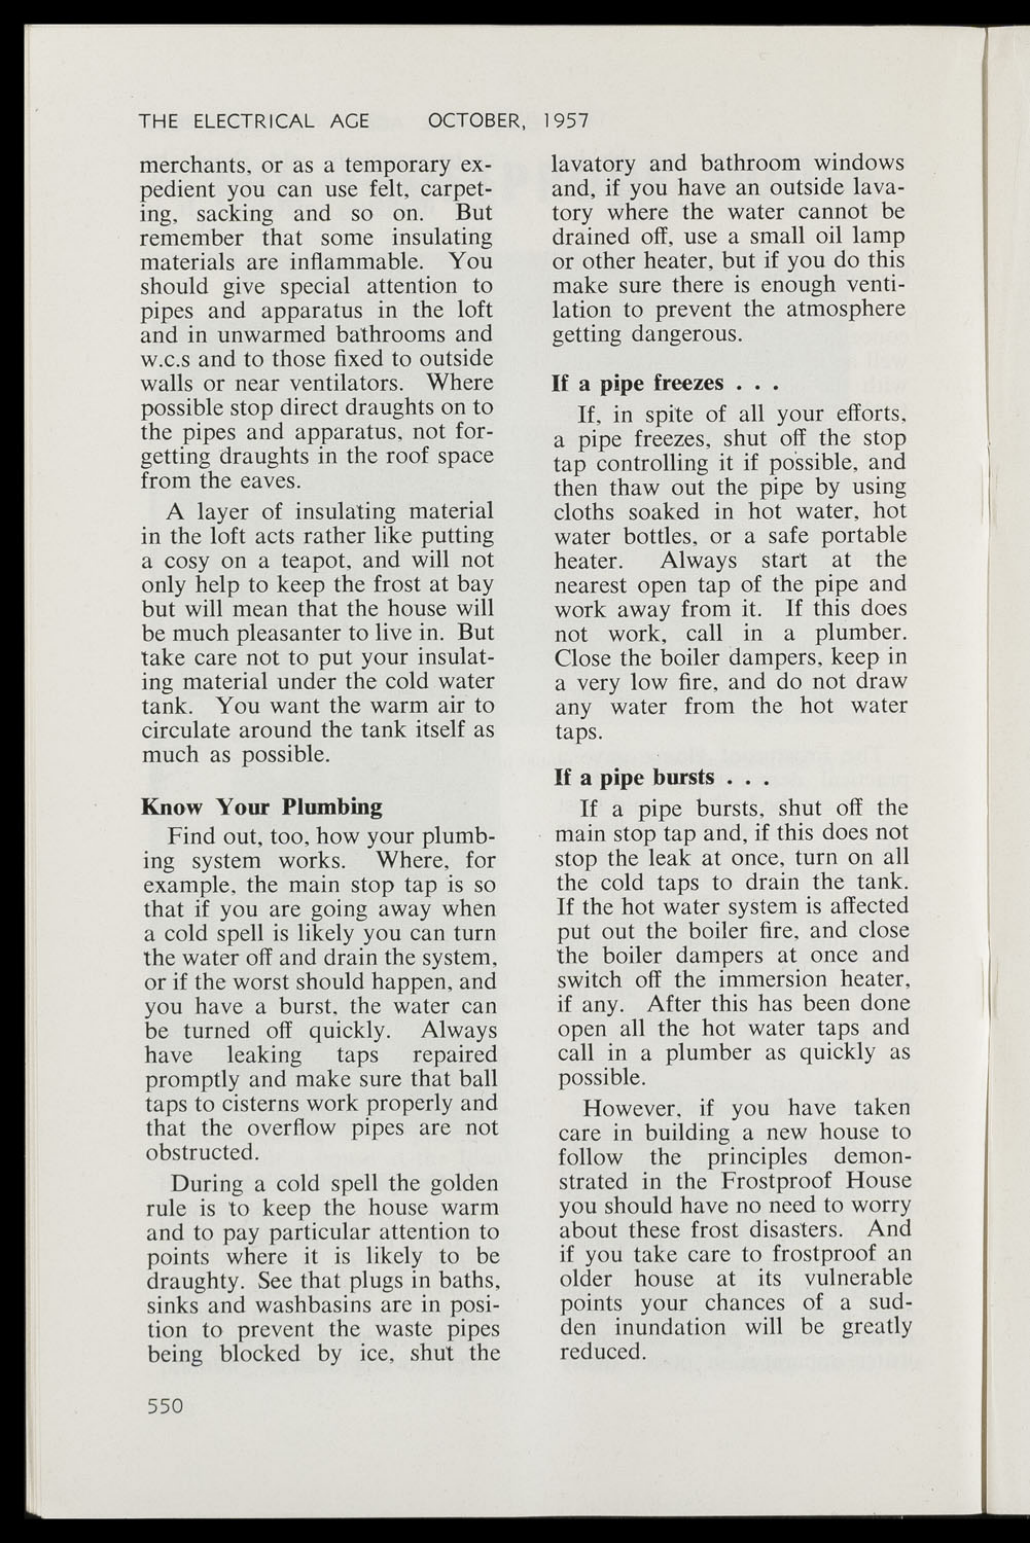 THE ELECTRICAL AGE OCTOBER, 1957
merchants, or as a temporary ex-
pedient you can use felt, carpet-
ing, sacking and so on. But
remember that some insulating
materials are inflammable. You
should give special attention to
pipes and apparatus in the loft
and in unwarmed bathrooms and
w.c.s and to those fixed to outside
walls or near ventilators. Where
possible stop direct draughts on to
the pipes and apparatus, not for-
getting draughts in the roof space
from the eaves.
A layer of insulating material
in the loft acts rather like putting
a cosy on a teapot, and will not
only help to keep the frost at bay
but will mean that the house will
be much pleasanter to live in. But
take care not to put your insulat-
ing material under the cold water
tank. You want the warm air to
circulate around the tank itself as
much as possible.
Know Your Plumbing
Find out, too, how your plumb-
ing system works. Where, for
example, the main stop tap is so
that if you are going away when
a cold spell is likely you can turn
the water off and drain the system,
or if the worst should happen, and
you have a burst, the water can
be turned off quickly. Always
have leaking taps repaired
promptly and make sure that ball
taps to cisterns work properly and
that the overflow pipes are not
obstructed.
During a cold spell the golden
rule is to keep the house warm
and to pay particular attention to
points where it is likely to be
draughty. See that plugs in baths,
sinks and washbasins are in posi-
tion to prevent the waste pipes
being blocked by ice, shut the
lavatory and bathroom windows
and, if you have an outside lava-
tory where the water cannot be
drained off, use a small oil lamp
or other heater, but if you do this
make sure there is enough venti-
lation to prevent the atmosphere
getting dangerous.
If a pipe freezes . . .
If, in spite of all your efforts,
a pipe freezes, shut off the stop
tap controlling it if possible, and
then thaw out the pipe by using
cloths soaked in hot water, hot
water bottles, or a safe portable
heater. Always start at the
nearest open tap of the pipe and
work away from it. If this does
not work, call in a plumber.
Close the boiler dampers, keep in
a very low fire, and do not draw
any water from the hot water
taps.
If a pipe bursts . . .
If a pipe bursts, shut off the
main stop tap and, if this does not
stop the leak at once, turn on all
the cold taps to drain the tank.
If the hot water system is affected
put out the boiler fire, and close
the boiler dampers at once and
switch off the immersion heater,
if any. After this has been done
open all the hot water taps and
call in a plumber as quickly as
possible.
However, if you have taken
care in building a new house to
follow the principles demon-
strated in the Frostproof House
you should have no need to worry
about these frost disasters. And
if you take care to frostproof an
older house at its vulnerable
points your chances of a sud-
den inundation will be greatly
reduced.
550